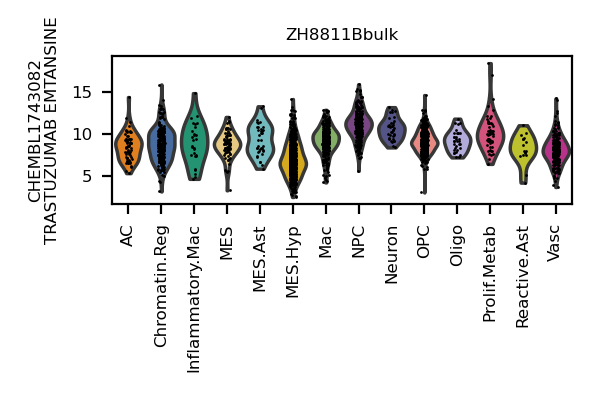 ZH8811Bbulk
CHEMBL1743082
TRASTUZUMAB EMTANSINE
15
10
5
AC
Chromatin.Reg
Inflammatory.Mac
MES
MES.Ast
MES.Hyp
Mac
NPC
Neuron
OPC
Oligo
Prolif.Metab
Reactive.Ast
Vasc